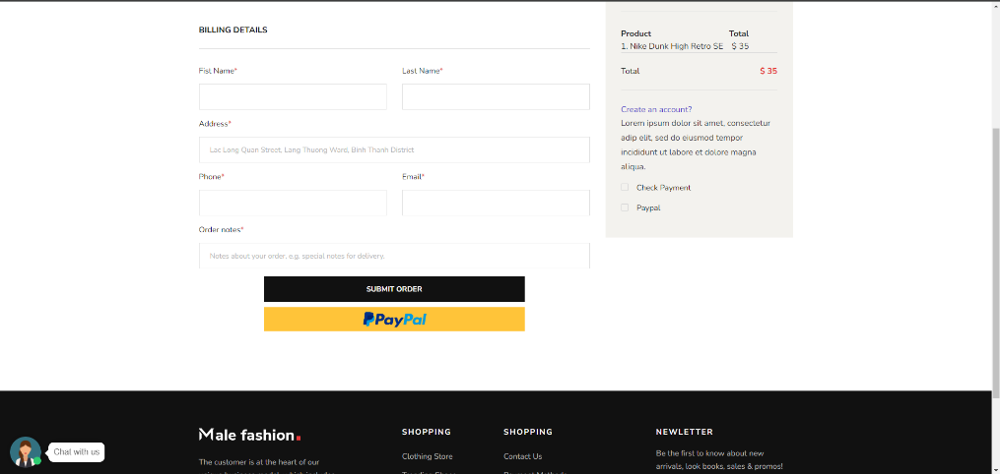 BILLING DETAILS
Fist Name* Last Name*
Address*
Lac Long Quan Street, Lang Thuong Ward, Binh Thanh District
Phone* Email*
Order notes*
Notes about your order, e.g. special notes for delivery.
SUBMIT ORDER
PayPal
Product Total
1. Nike Dunk High Retro SE $ 35
Total $ 35
Create an account?
Lorem ipsum dolor sit amet, consectetur
adip elit, sed do eiusmod tempor
incididunt ut labore et dolore magna
aliqua.
Check Payment
Paypal
Male fashion.
The customer is at the heart of our
SHOPPING
Clothing Store
SHOPPING
Contact Us
NEWLETTER
Be the first to know about new
arrivals, look books, sales & promos!
Chat with us